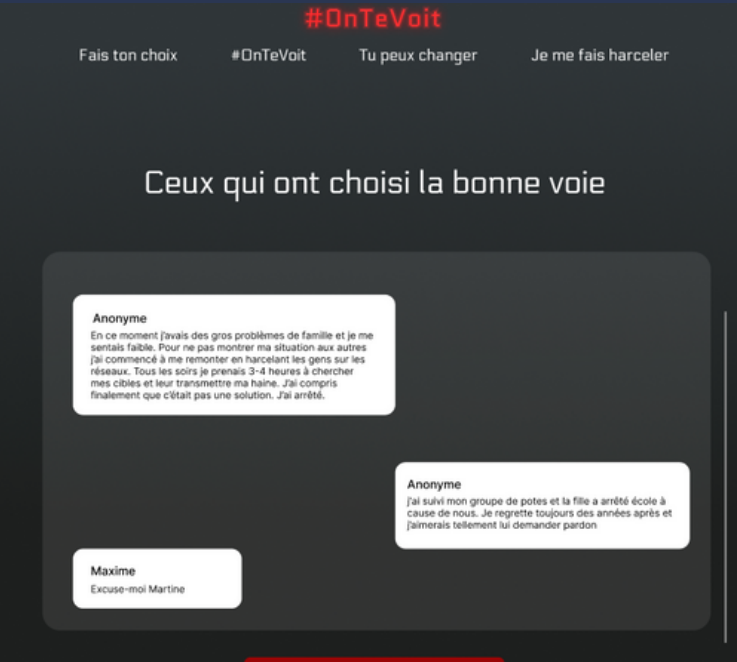 #OnTeVoit
Fais ton choix #OnTeVoit Tu peux changer Je me fais harceler
Ceux qui ont choisi la bonne voie
Anonyme
En ce moment j'avais des gros problèmes de famille et je me
sentais faible. Pour ne pas montrer ma situation aux autres
j'ai commencé à me remonter en harcelant les gens sur les
réseaux. Tous les soirs je prenais 3-4 heures à chercher
mes cibles et leur transmettre ma haine. J'ai compris
finalement que c'était pas une solution. J'ai arrêté.
Anonyme
j'ai suivi mon groupe de potes et la fille a arrêté école à
cause de nous. Je regrette toujours des années après et
j'aimerais tellement lui demander pardon
Maxime
Excuse-moi Martine